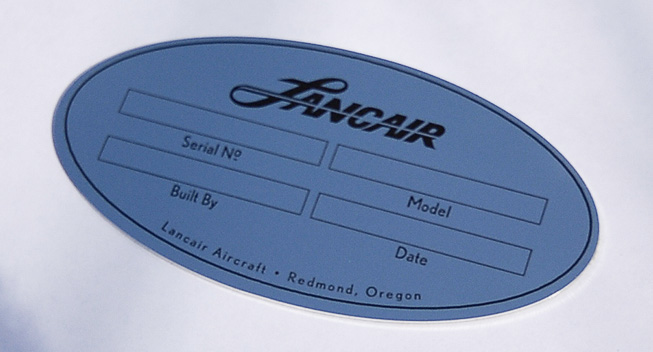 LANCAIR
Serial Nº
Model
Built By
Date
Lancair Aircraft • Redmond, Oregon